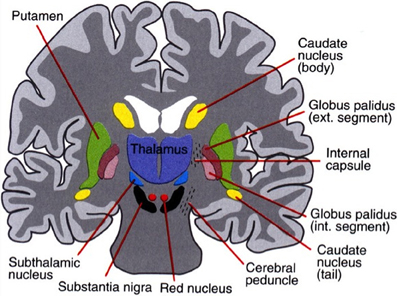 Putamen
Caudate
nucleus
(body)
Globus palidus
(ext. segment)
Thalamus
Internal
capsule
Globus palidus
(int. segment)
Subthalamic
nucleus
Caudate
nucleus
(tail)
Cerebral
peduncle
Substantia nigra
Red nucleus